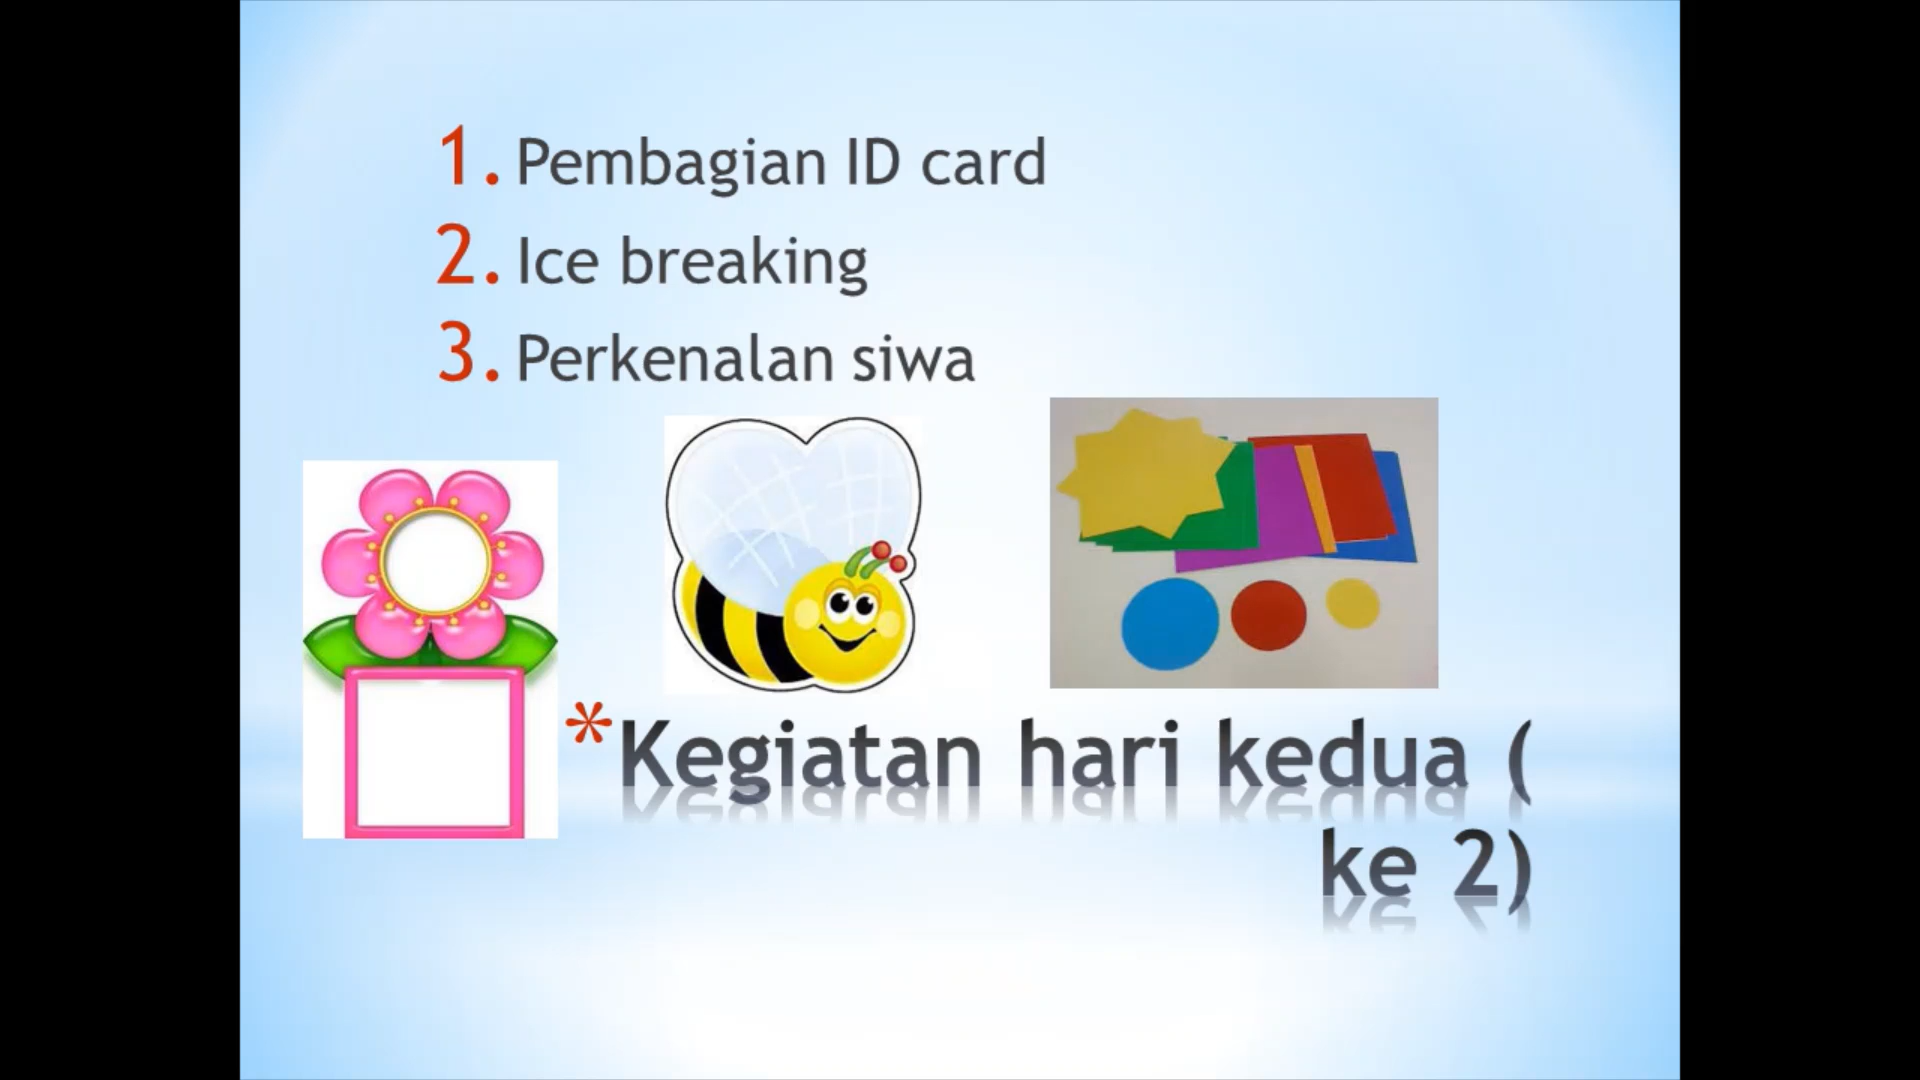 1. Pembagian ID card
2. Ice breaking
3. Perkenalan siwa
*Kegiatan hari kedua (
ke 2)